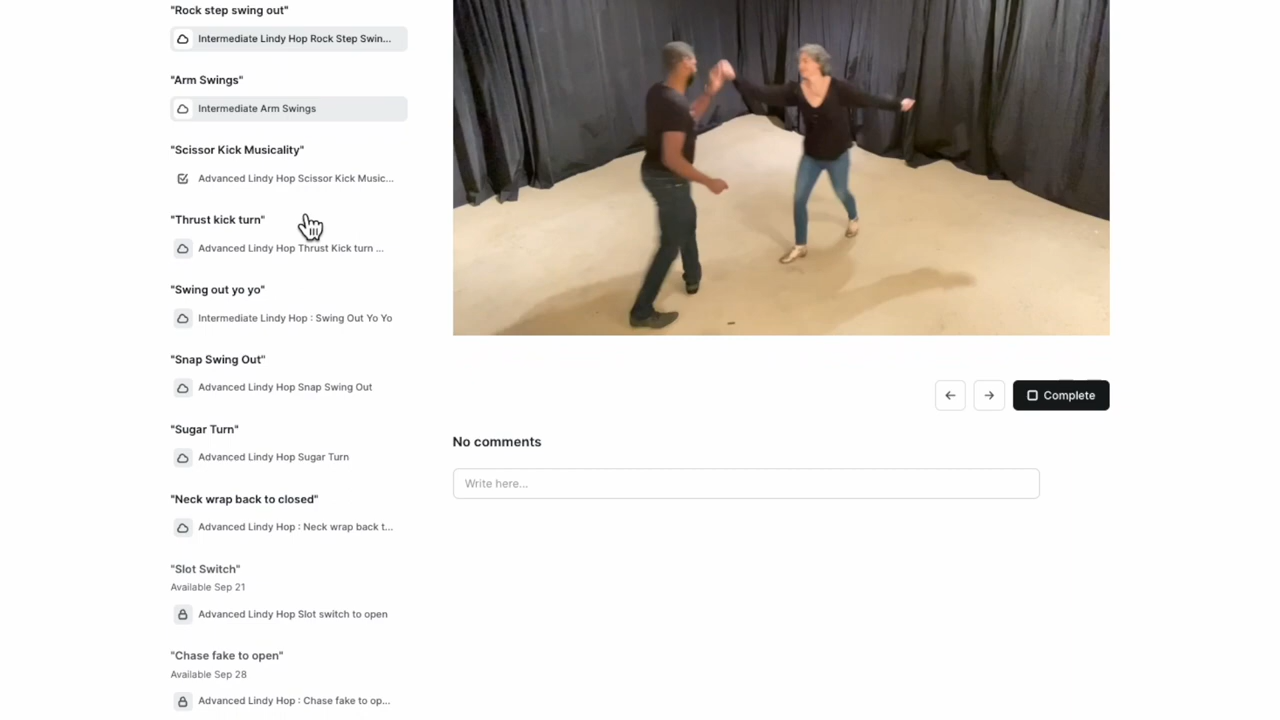 "Rock step swing out"
Intermediate Lindy Hop Rock Step Swin...
"Arm Swings"
Intermediate Arm Swings
"Scissor Kick Musicality"
Advanced Lindy Hop Scissor Kick Music...
"Thrust kick turn"
Advanced Lindy Hop Thrust Kick turn ...
"Swing out yo yo"
Intermediate Lindy Hop : Swing Out Yo Yo
"Snap Swing Out"
Advanced Lindy Hop Snap Swing Out
"Sugar Turn"
Advanced Lindy Hop Sugar Turn
"Neck wrap back to closed"
Advanced Lindy Hop : Neck wrap back t...
"Slot Switch"
Available Sep 21
Advanced Lindy Hop Slot switch to open
"Chase fake to open"
Available Sep 28
Advanced Lindy Hop : Chase fake to op...
Complete
No comments
Write here...